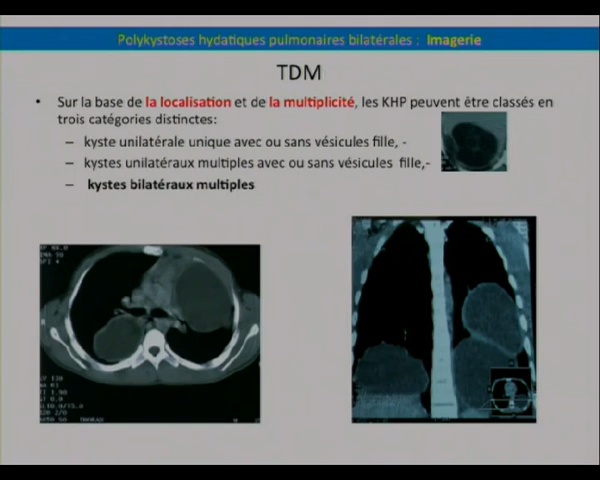 Polykystoses hydatiques pulmonaires bilatérales : Imagerie
TDM
• Sur la base de la localisation et de la multiplicité, les KHP peuvent être classés en
trois catégories distinctes:
– kyste unilatérale unique avec ou sans vésicules fille, -
– kystes unilatéraux multiples avec ou sans vésicules fille,-
– kystes bilatéraux multiples